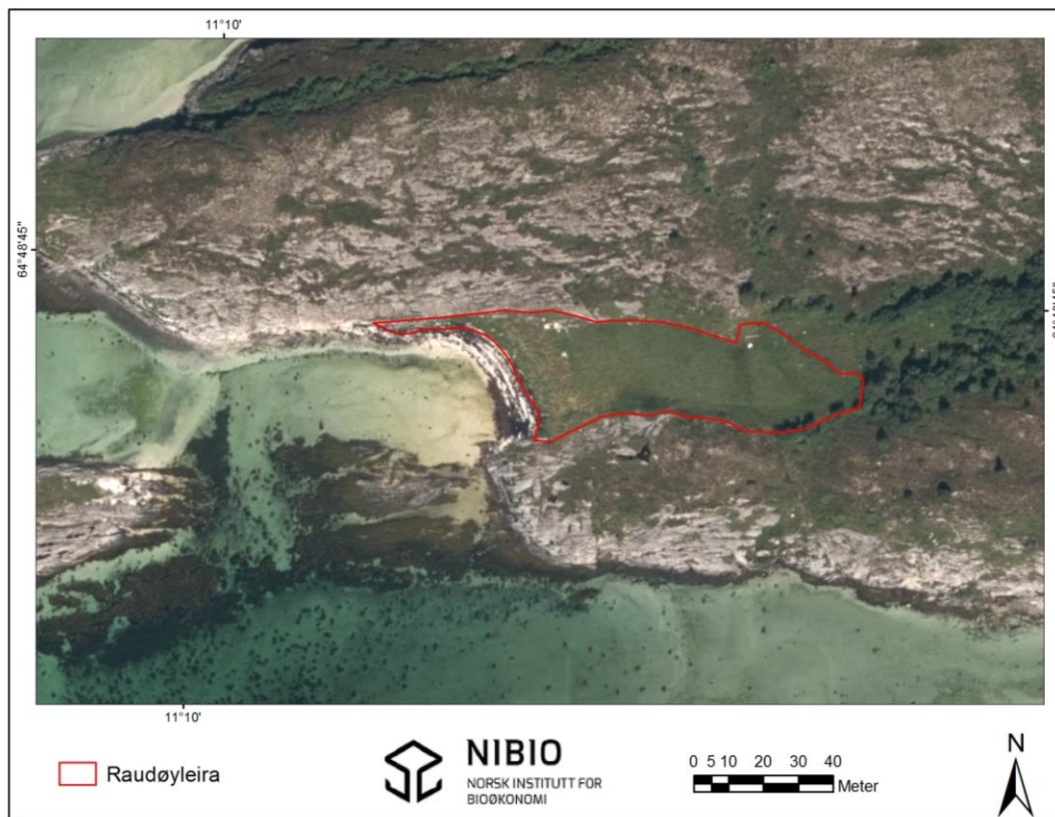 11°10'
64°48'45"
11°10'
Raudøyleira
NIBIO
NORSK INSTITUTT FOR
BIOØKONOMI
0 5 10 20 30 40
Meter
N